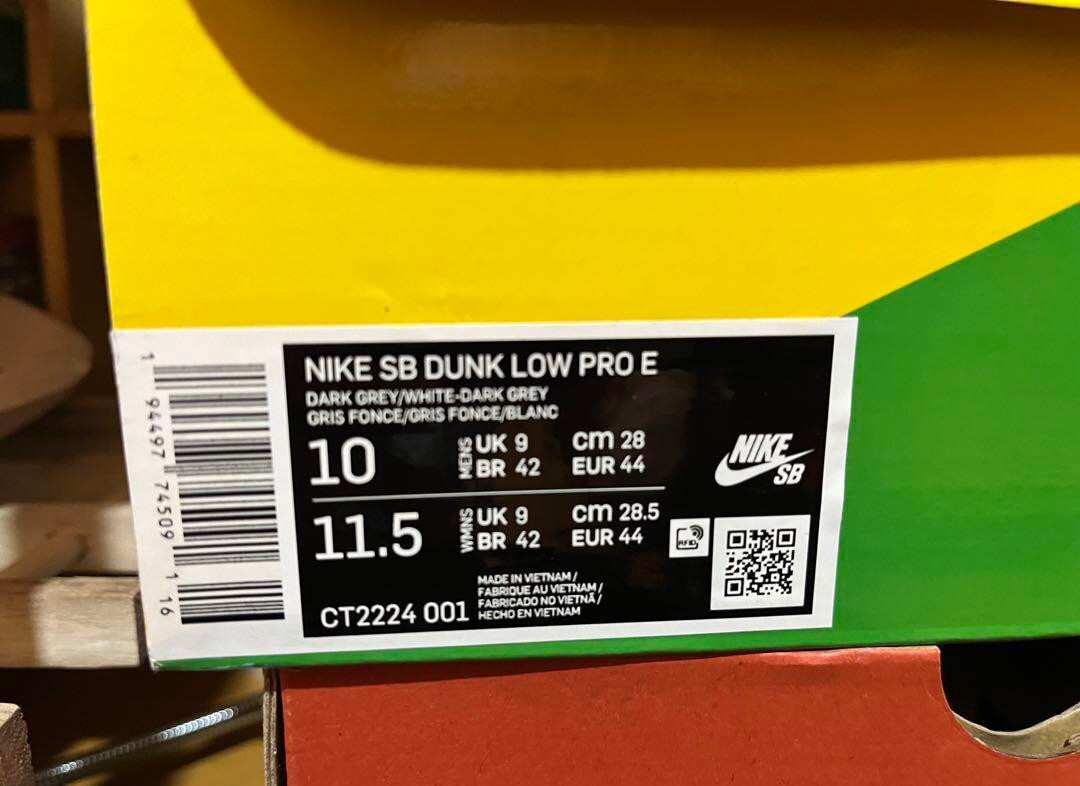 1 94497 74509 1 16
NIKE SB DUNK LOW PRO E
DARK GREY/WHITE-DARK GREY
GRIS FONCE/GRIS FONCE/BLANC
10 MENS UK 9 cm 28
BR 42 EUR 44
11.5 WMNS UK 9 cm 28.5
BR 42 EUR 44
NIKE
SB
RFID
MADE IN VIETNAM /
FABRIQUE AU VIETNAM /
FABRICADO NO VIETNÃ /
HECHO EN VIETNAM
CT2224 001